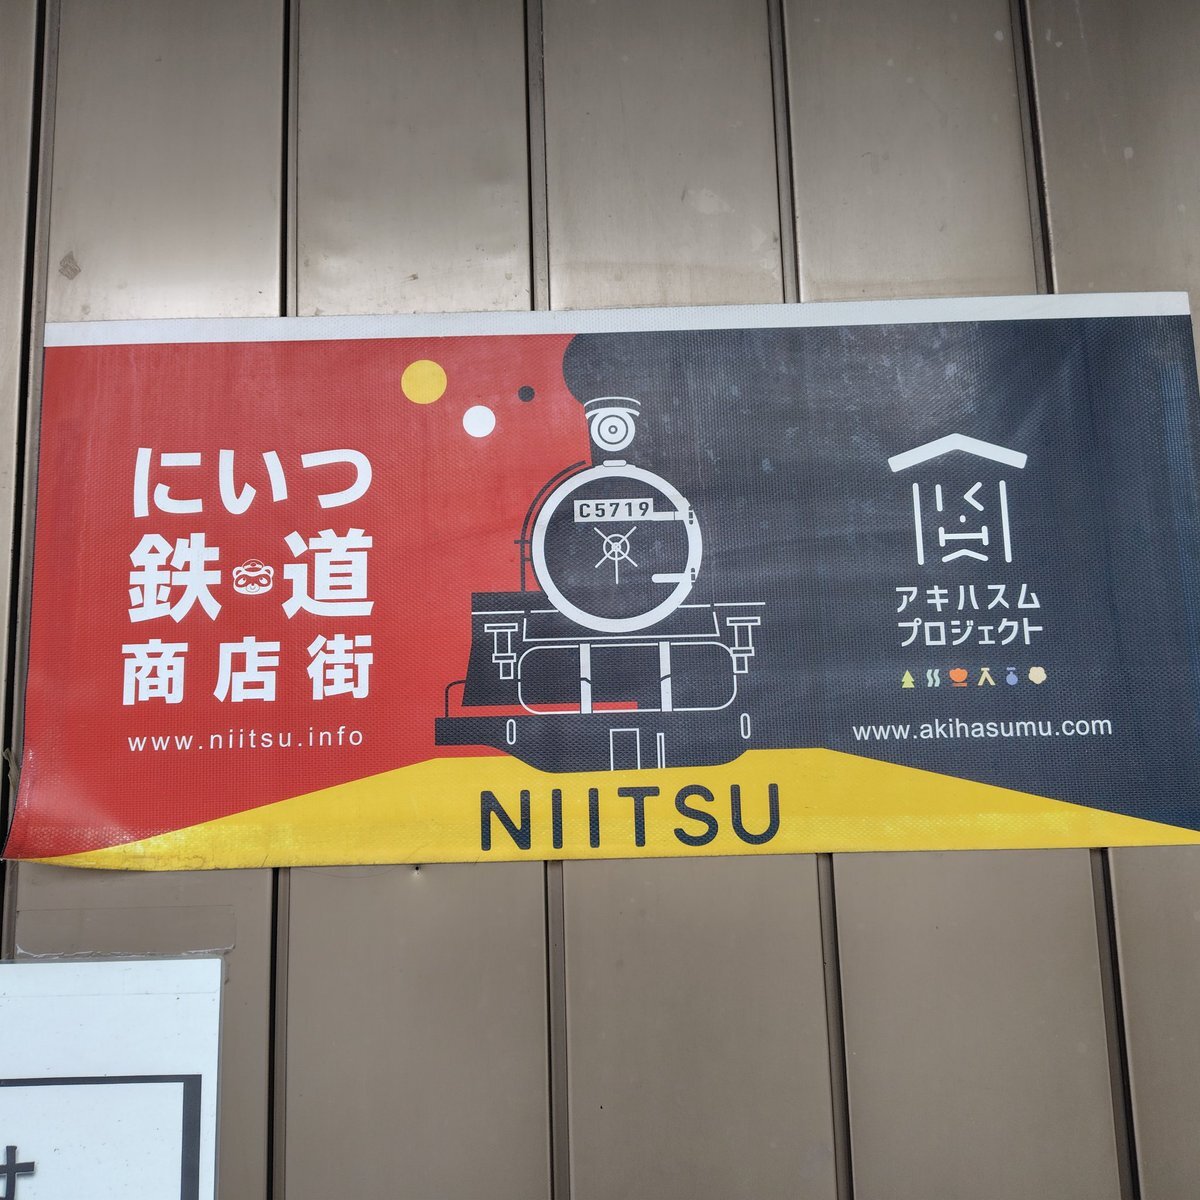 にいつ
鉄道
商店街
www.niitsu.info
C5719
アキハスム
プロジェクト
www.akihasumu.com
NIITSU